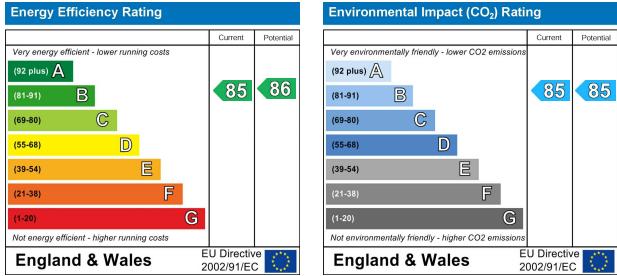 Energy Efficiency Rating
Current
Potential
Very energy efficient - lower running costs
(92 plus) A
(81-91) B
(69-80) C
(55-68) D
(39-54) E
(21-38) F
(1-20) G
85
86
Not energy efficient - higher running costs
England & Wales
EU Directive
2002/91/EC
Environmental Impact (CO2) Rating
Current
Potential
Very environmentally friendly - lower CO2 emissions
(92 plus) A
(81-91) B
(69-80) C
(55-68) D
(39-54) E
(21-38) F
(1-20) G
85
85
Not environmentally friendly - higher CO2 emissions
England & Wales
EU Directive
2002/91/EC